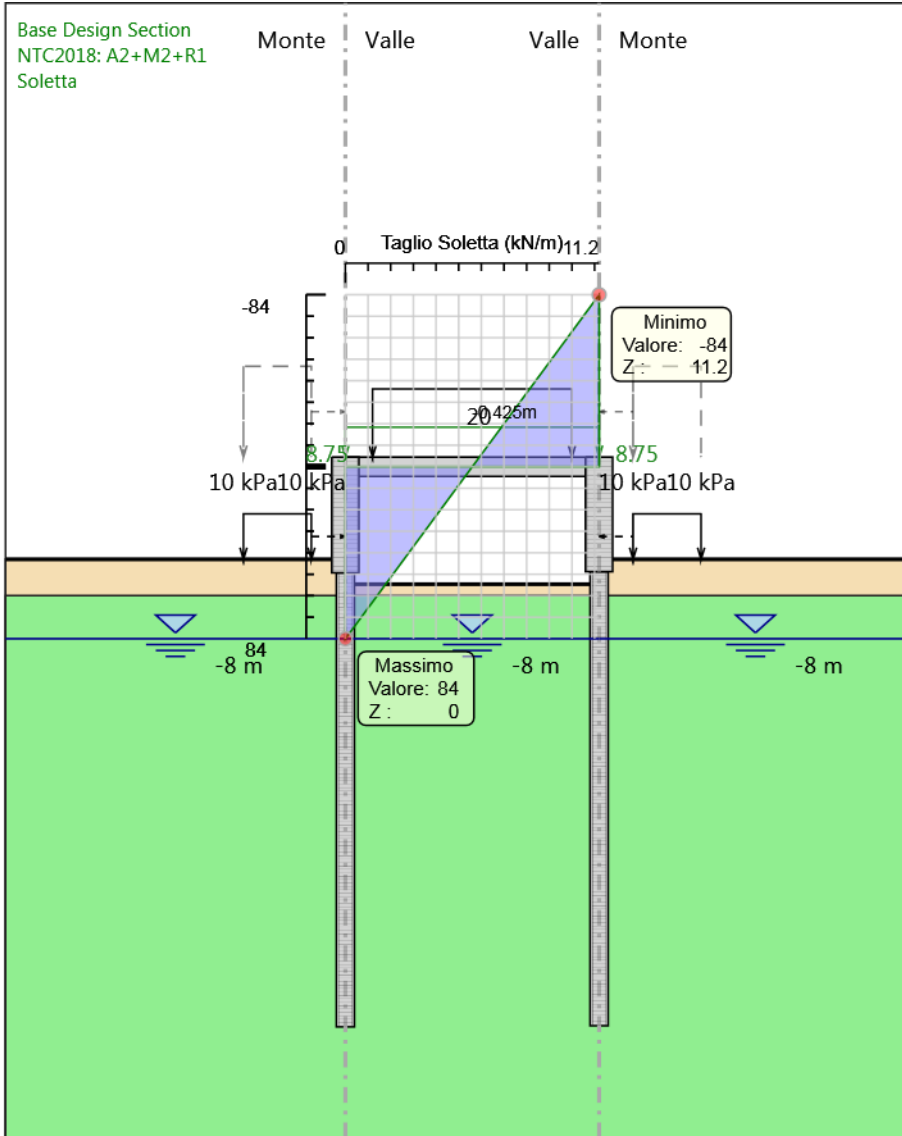 Base Design Section
NTC2018: A2+M2+R1
Soletta
Monte Valle Valle Monte
0 Taglio Soletta (kN/m) 11.2
-84
Minimo
Valore: -84
Z : 11.2
-0.425m
20
8.75 8.75
10 kPa 10 kPa 10 kPa 10 kPa
84
-8 m -8 m -8 m
Massimo
Valore: 84
Z : 0